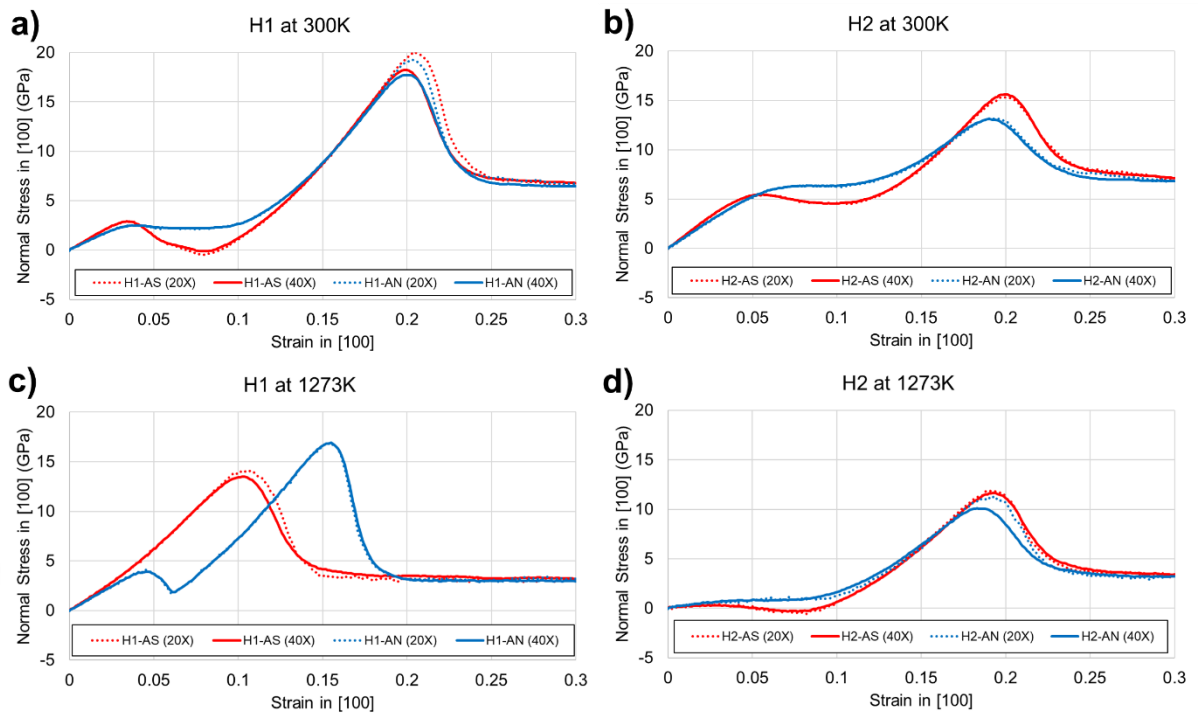 a)
H1 at 300K
Normal Stress in [100] (GPa)
20
15
10
5
0
-5
H1-AS (20X) H1-AS (40X) H1-AN (20X) H1-AN (40X)
0 0.05 0.1 0.15 0.2 0.25 0.3
Strain in [100]
b)
H2 at 300K
Normal Stress in [100] (GPa)
20
15
10
5
0
-5
H2-AS (20X) H2-AS (40X) H2-AN (20X) H2-AN (40X)
0 0.05 0.1 0.15 0.2 0.25 0.3
Strain in [100]
c)
H1 at 1273K
Normal Stress in [100] (GPa)
20
15
10
5
0
-5
H1-AS (20X) H1-AS (40X) H1-AN (20X) H1-AN (40X)
0 0.05 0.1 0.15 0.2 0.25 0.3
Strain in [100]
d)
H2 at 1273K
Normal Stress in [100] (GPa)
20
15
10
5
0
-5
H2-AS (20X) H2-AS (40X) H2-AN (20X) H2-AN (40X)
0 0.05 0.1 0.15 0.2 0.25 0.3
Strain in [100]